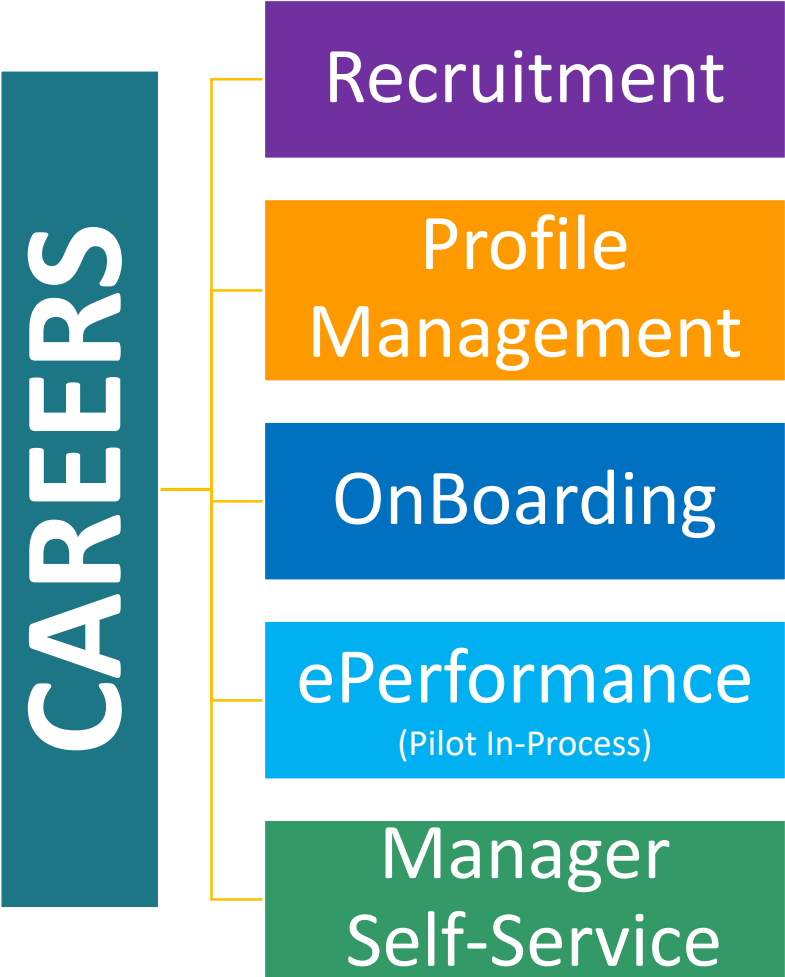 CAREERS
Recruitment
Profile
Management
OnBoarding
ePerformance
(Pilot In-Process)
Manager
Self-Service